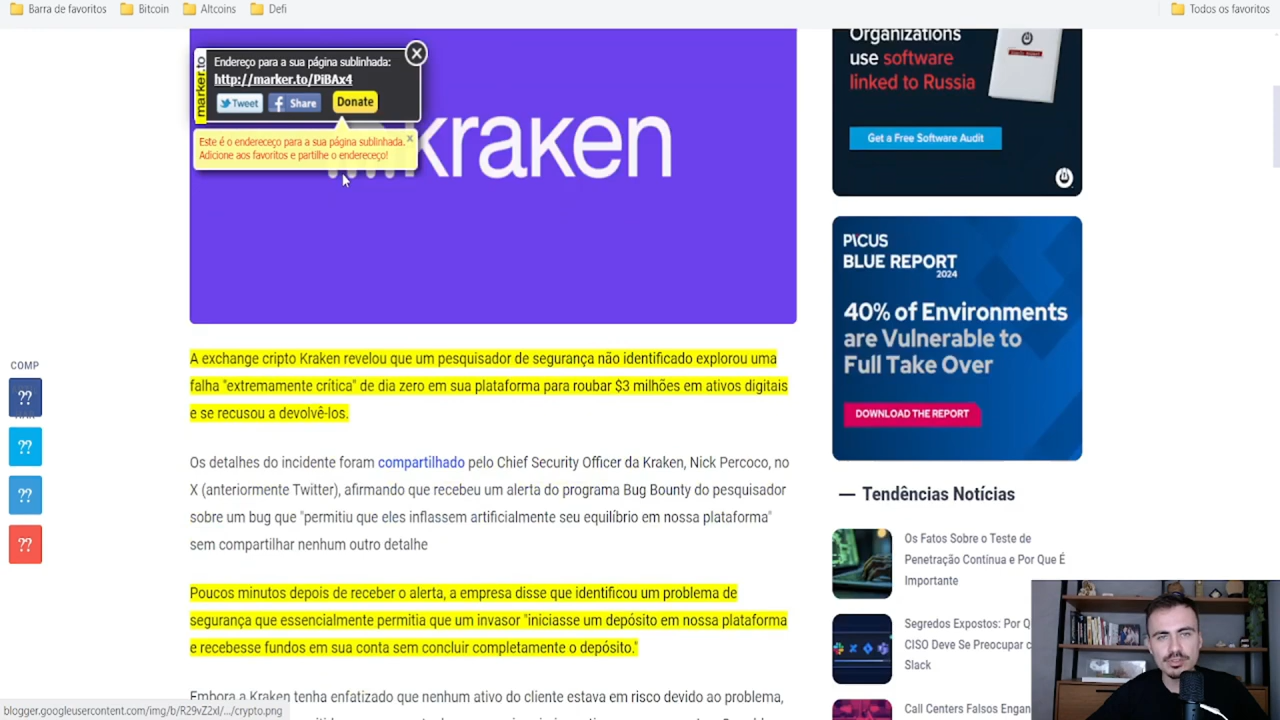 Barra de favoritos
Bitcoin
Altcoins
Defi
Todos os favoritos
marker.to
Endereço para a sua página sublinhada:
http://marker.to/PiBAx4
Tweet
Share
Donate
Este é o endereceço para a sua página sublinhada.
Adicione aos favoritos e partilhe o endereceço!
kraken
Organizations
use software
linked to Russia
Get a Free Software Audit
PICUS
BLUE REPORT
2024
40% of Environments
are Vulnerable to
Full Take Over
DOWNLOAD THE REPORT
COMP
??
??
??
??
A exchange cripto Kraken revelou que um pesquisador de segurança não identificado explorou uma
falha "extremamente crítica" de dia zero em sua plataforma para roubar $3 milhões em ativos digitais
e se recusou a devolvê-los.
Os detalhes do incidente foram compartilhado pelo Chief Security Officer da Kraken, Nick Percoco, no
X (anteriormente Twitter), afirmando que recebeu um alerta do programa Bug Bounty do pesquisador
sobre um bug que "permitiu que eles inflassem artificialmente seu equilíbrio em nossa plataforma"
sem compartilhar nenhum outro detalhe
Poucos minutos depois de receber o alerta, a empresa disse que identificou um problema de
segurança que essencialmente permitia que um invasor "iniciasse um depósito em nossa plataforma
e recebesse fundos em sua conta sem concluir completamente o depósito."
Embora a Kraken tenha enfatizado que nenhum ativo do cliente estava em risco devido ao problema,
Tendências Notícias
Os Fatos Sobre o Teste de
Penetração Contínua e Por Que É
Importante
Segredos Expostos: Por
CISO Deve Se Preocupar
Slack
Call Centers Falsos
blogger.googleusercontent.com/img/b/R29vZ2xl/.../crypto.png